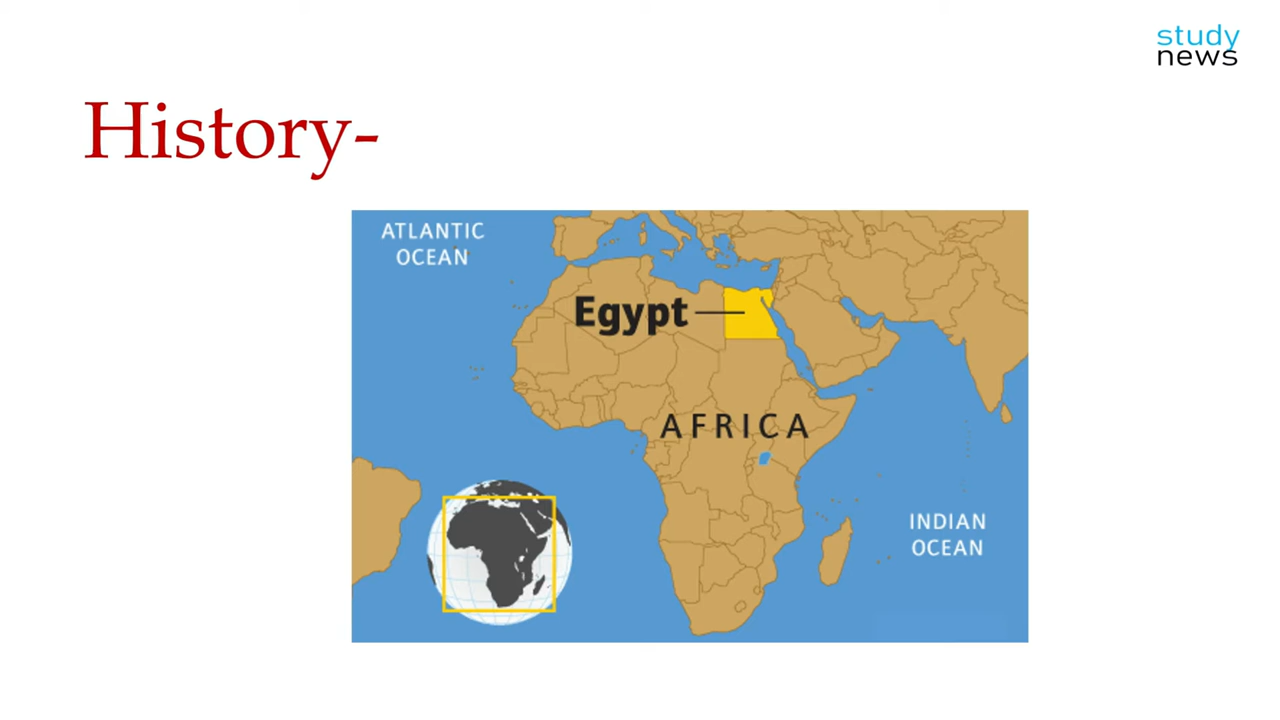 study
news
History-
ATLANTIC
OCEAN
Egypt
AFRICA
INDIAN
OCEAN